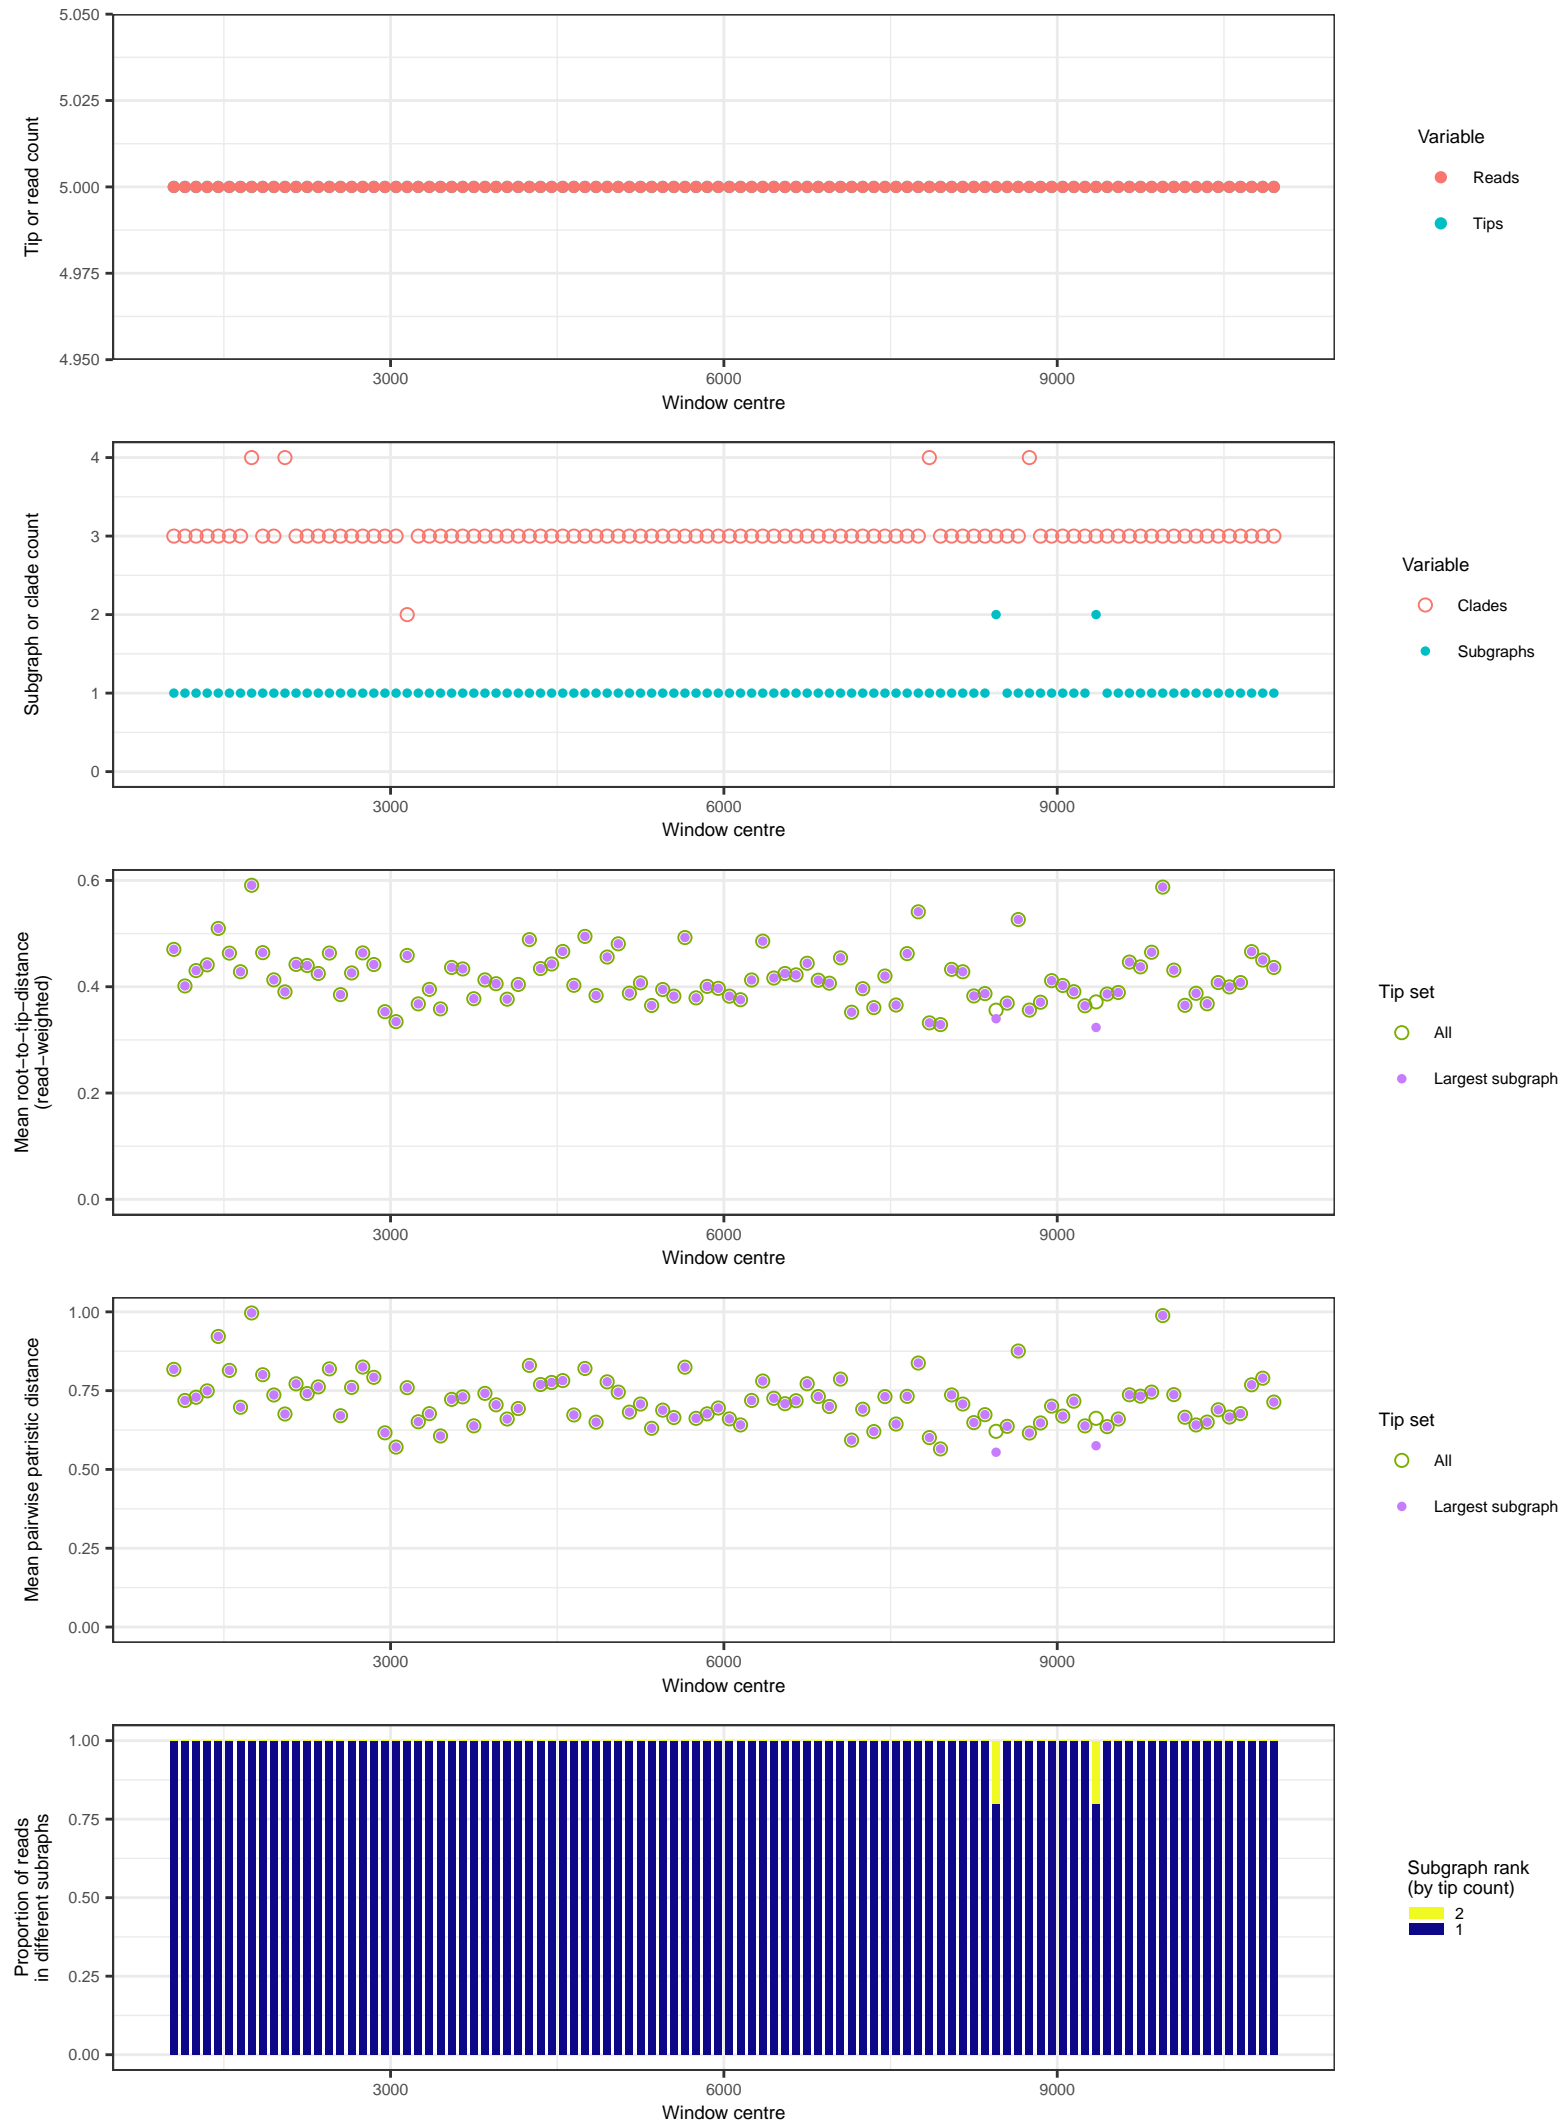 5.050
5.025
5.000
4.975
4.950
Tip or read count
3000 6000 9000
Window centre
Variable
Reads
Tips
4
3
2
1
0
Subgraph or clade count
3000 6000 9000
Window centre
Variable
Clades
Subgraphs
0.6
0.4
0.2
0.0
Mean root−to−tip−distance
(read−weighted)
3000 6000 9000
Window centre
Tip set
All
Largest subgraph
1.00
0.75
0.50
0.25
0.00
Mean pairwise patristic distance
3000 6000 9000
Window centre
Tip set
All
Largest subgraph
1.00
0.75
0.50
0.25
0.00
Proportion of reads
in different subraphs
3000 6000 9000
Window centre
Subgraph rank
(by tip count)
2
1